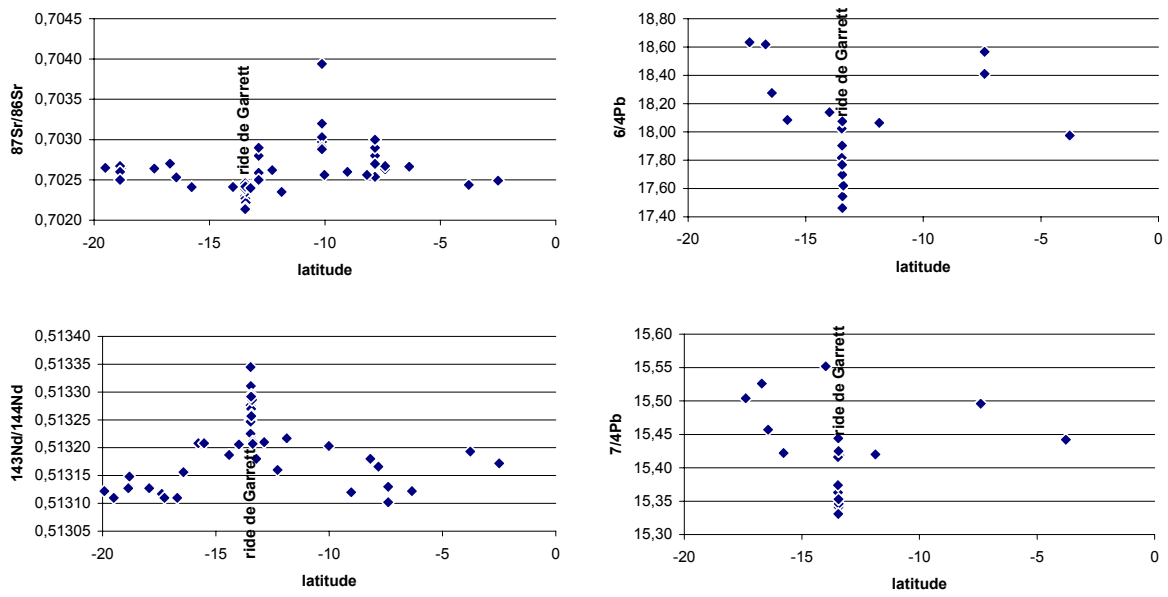 87Sr/86Sr
0,7045
0,7040
0,7035
0,7030
0,7025
0,7020
ride de Garrett
-20 -15 -10 -5 0
latitude
6/4Pb
18,80
18,60
18,40
18,20
18,00
17,80
17,60
17,40
ride de Garrett
-20 -15 -10 -5 0
latitude
143Nd/144Nd
0,51340
0,51335
0,51330
0,51325
0,51320
0,51315
0,51310
0,51305
ride de Garrett
-20 -15 -10 -5 0
latitude
7/4Pb
15,60
15,55
15,50
15,45
15,40
15,35
15,30
ride de Garrett
-20 -15 -10 -5 0
latitude